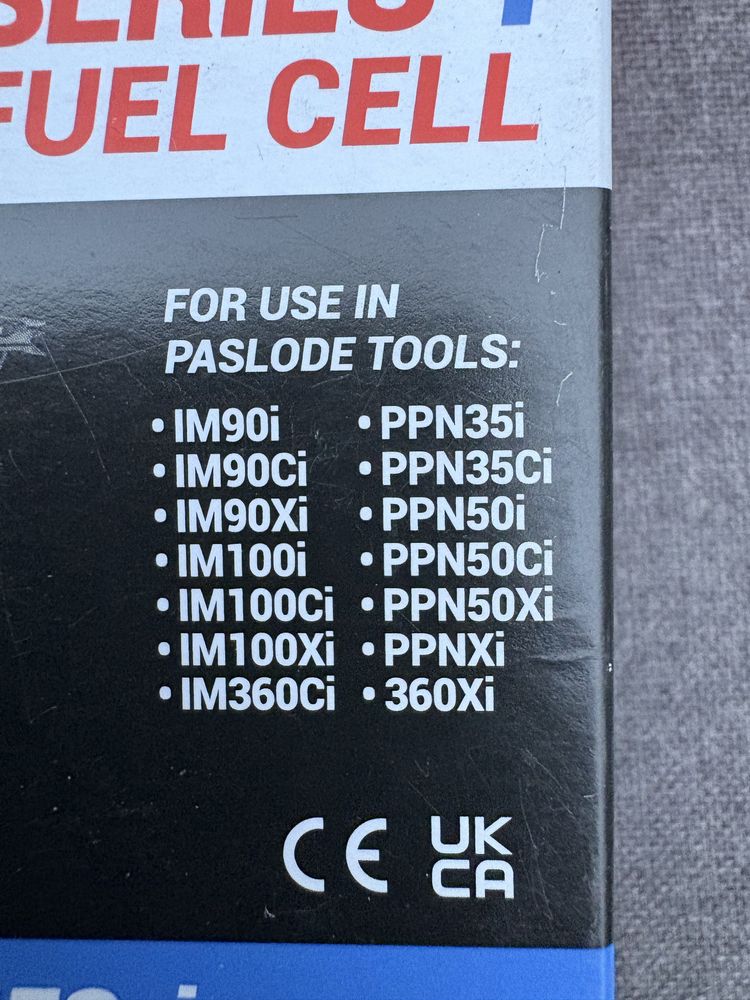 SERIES
FUEL CELL
FOR USE IN
PASLODE TOOLS:
• IM90i
• IM90Ci
• IM90Xi
• IM100i
• IM100Ci
• IM100Xi
• IM360Ci
• PPN35i
• PPN35Ci
• PPN50i
• PPN50Ci
• PPN50Xi
• PPNXi
• 360Xi
CE
UK
CA